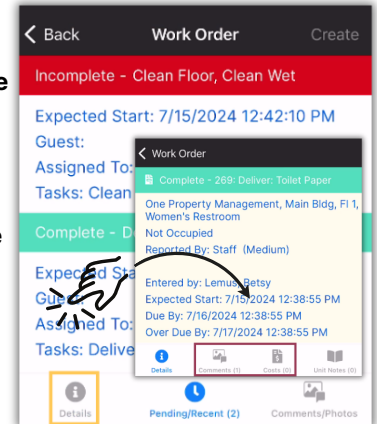 Back Work Order Create
e
Incomplete - Clean Floor, Clean Wet
Expected Start: 7/15/2024 12:42:10 PM
Guest:
Assigned To:
Tasks: Clean
e
Complete - D
Expected Sta
Guest
Assigned To:
Tasks: Delive
Work Order
Complete - 269: Deliver: Toilet Paper
One Property Management, Main Bldg, Fl 1,
Women's Restroom
Not Occupied
Reported By: Staff (Medium)
Entered by: Lemus, Betsy
Expected Start: 7/15/2024 12:38:55 PM
Due By: 7/16/2024 12:38:55 PM
Over Due By: 7/17/2024 12:38:55 PM
Details Comments (1) Costs (0) Unit Notes (0)
Details Pending/Recent (2) Comments/Photos